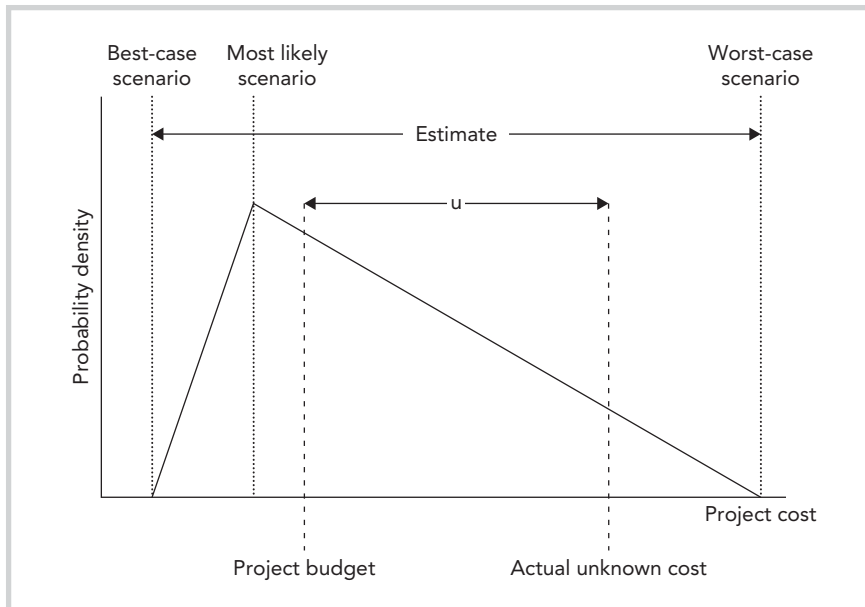 Best-case
scenario
Most likely
scenario
Worst-case
scenario
Estimate
u
Probability density
Project cost
Project budget
Actual unknown cost